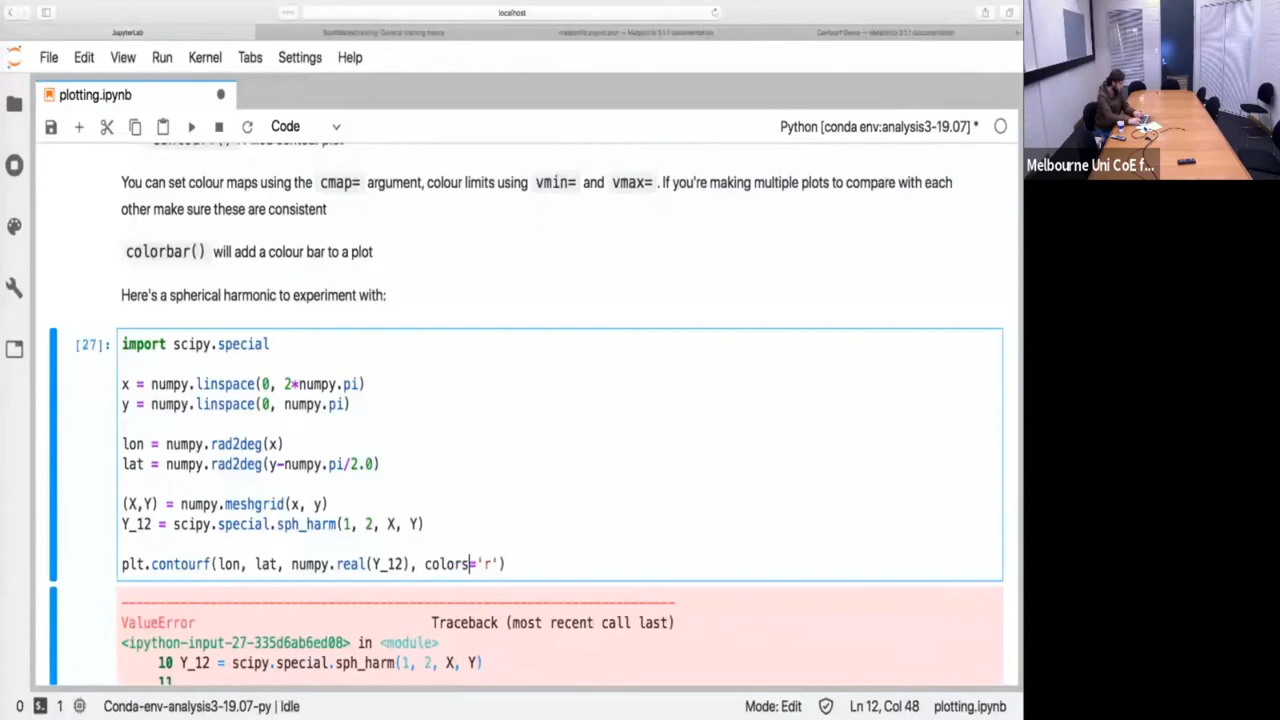 localhost
JupyterLab
File Edit View Run Kernel Tabs Settings Help
plotting.ipynb
Code
Python [conda env:analysis3-19.07] *
You can set colour maps using the cmap= argument, colour limits using vmin= and vmax= . If you're making multiple plots to compare with each
other make sure these are consistent
colorbar() will add a colour bar to a plot
Here's a spherical harmonic to experiment with:
[27]:
import scipy.special
x = numpy.linspace(0, 2*numpy.pi)
y = numpy.linspace(0, numpy.pi)
lon = numpy.rad2deg(x)
lat = numpy.rad2deg(y-numpy.pi/2.0)
(X,Y) = numpy.meshgrid(x, y)
Y_12 = scipy.special.sph_harm(1, 2, X, Y)
plt.contourf(lon, lat, numpy.real(Y_12), colors='r')
ValueError Traceback (most recent call last)
<ipython-input-27-335d6ab6ed08> in <module>
10 Y_12 = scipy.special.sph_harm(1, 2, X, Y)
11
0 1 Conda-env-analysis3-19.07-py | Idle
Mode: Edit Ln 12, Col 48 plotting.ipynb
Melbourne Uni CoE f...